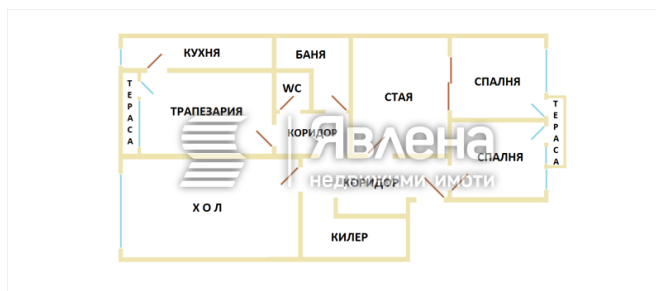 КУХНЯ
БАНЯ
WC
СТАЯ
СПАЛНЯ
ТЕРАСА
ТРАПЕЗАРИЯ
ТЕРАСА
КОРИДОР
Явлена
недвижими имоти
СПАЛНЯ
КОРИДОР
ХОЛ
КИЛЕР